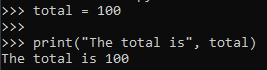 >>> total = 100
>>>
>>> print("The total is", total)
The total is 100